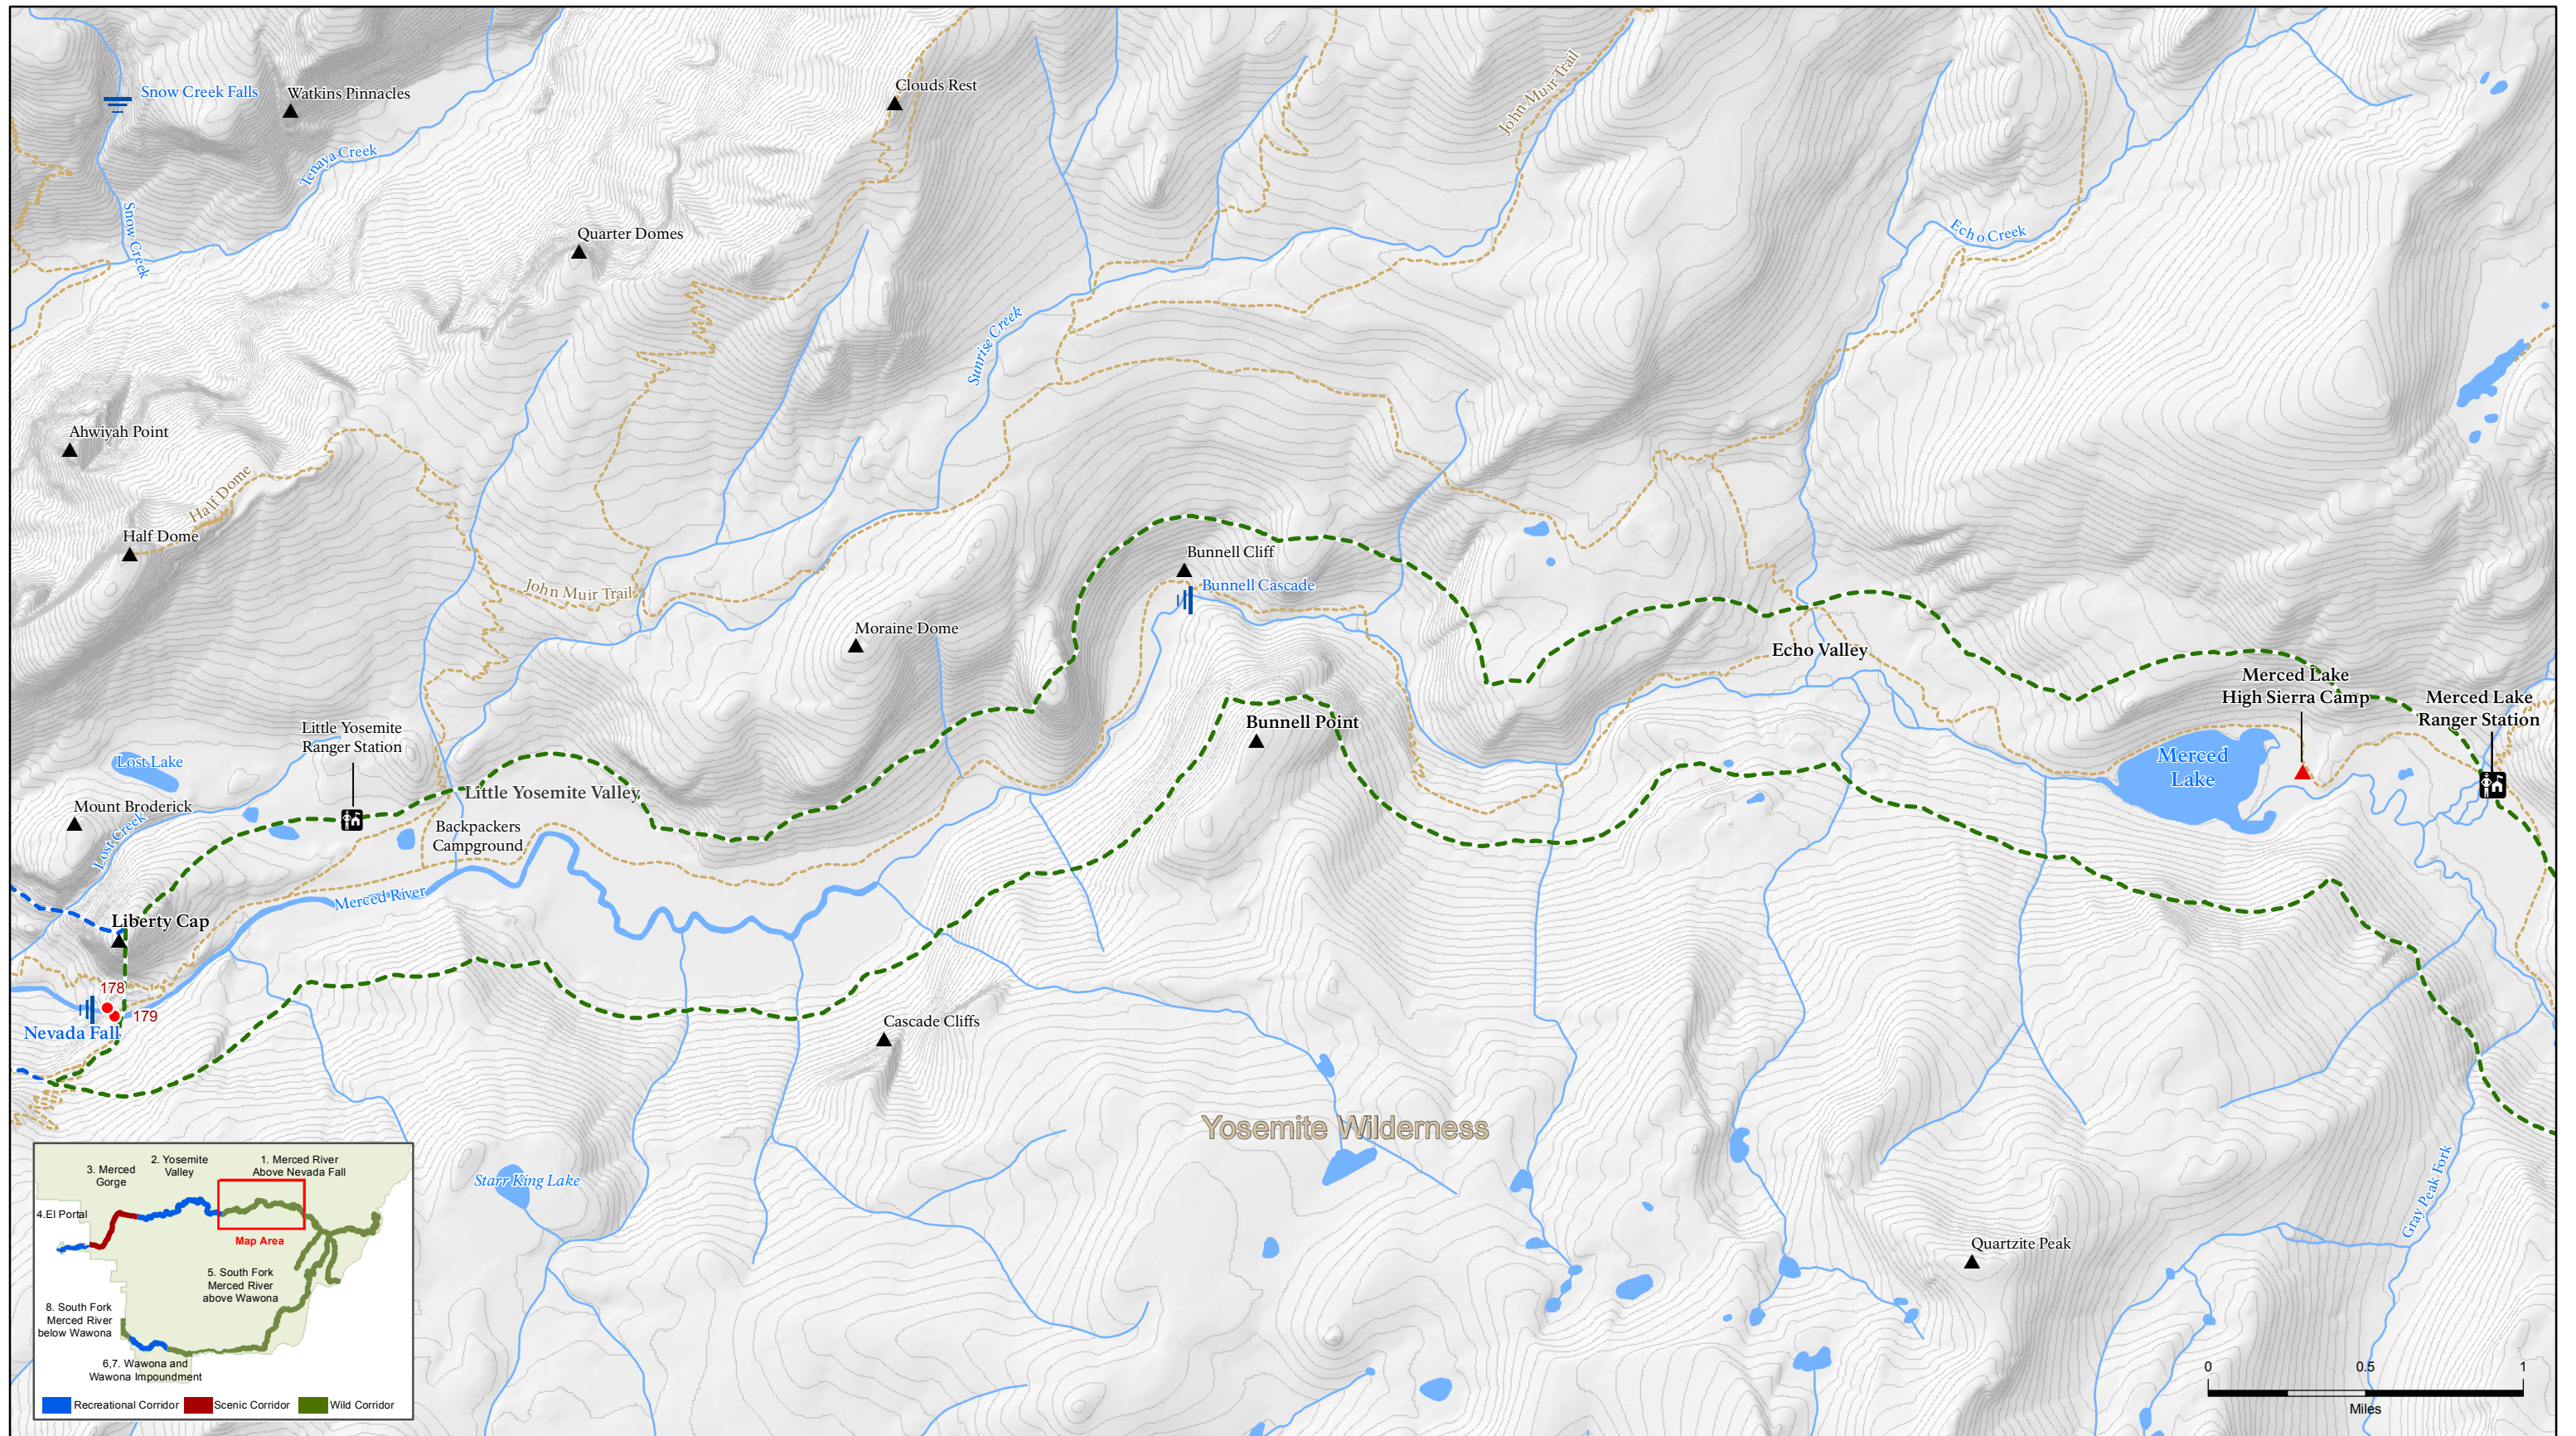 Snow Creek Falls
Watkins Pinnacles
Clouds Rest
John Muir Trail
Tenaya Creek
Snow Creek
Quarter Domes
Echo Creek
Sunrise Creek
Ahwiyah Point
Half Dome
Half Dome
John Muir Trail
Bunnell Cliff
Bunnell Cascade
Moraine Dome
Echo Valley
Merced Lake
High Sierra Camp
Merced Lake
Ranger Station
Little Yosemite
Ranger Station
Bunnell Point
Lost Lake
Merced
Lake
Little Yosemite Valley
Mount Broderick
Lost Creek
Backpackers
Campground
Merced River
Liberty Cap
178
179
Nevada Fall
Cascade Cliffs
Yosemite Wilderness
Starr King Lake
Gray Peak Fork
Quartzite Peak
1. Merced River
Above Nevada Fall
2. Yosemite
Valley
3. Merced
Gorge
4.El Portal
Map Area
5. South Fork
Merced River
above Wawona
8. South Fork
Merced River
below Wawona
6,7. Wawona and
Wawona Impoundment
Recreational Corridor Scenic Corridor Wild Corridor
0 0.5 1
Miles